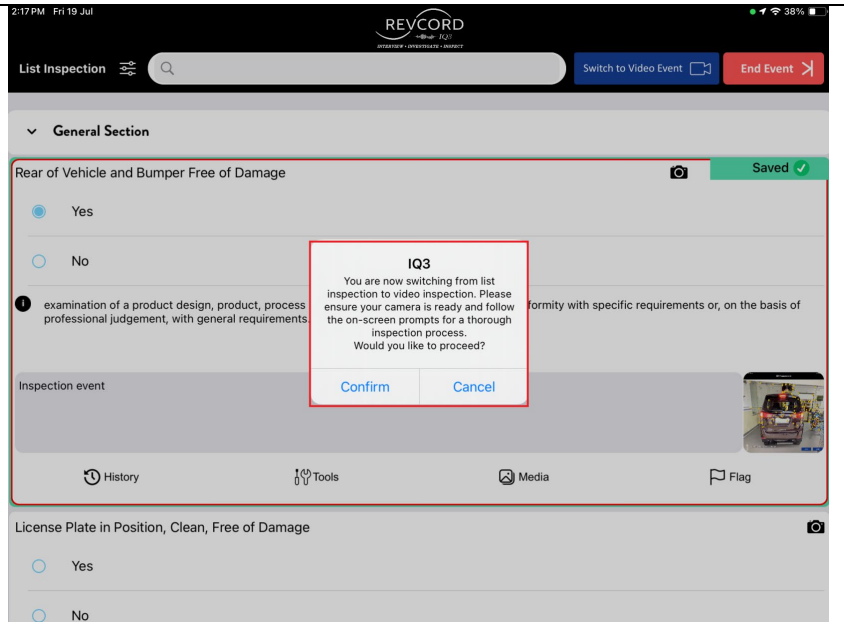 2:17 PM Fri 19 Jul
38%
REVCORD
IQ3
INTERVIEW • INVESTIGATE • INSPECT
List Inspection
Switch to Video Event
End Event
General Section
Rear of Vehicle and Bumper Free of Damage
Saved
Yes
No
IQ3
You are now switching from list
inspection to video inspection. Please
ensure your camera is ready and follow
the on-screen prompts for a thorough
inspection process.
Would you like to proceed?
Confirm
Cancel
examination of a product design, product, process
formity with specific requirements or, on the basis of
professional judgement, with general requirements.
Inspection event
History
Tools
Media
Flag
License Plate in Position, Clean, Free of Damage
Yes
No